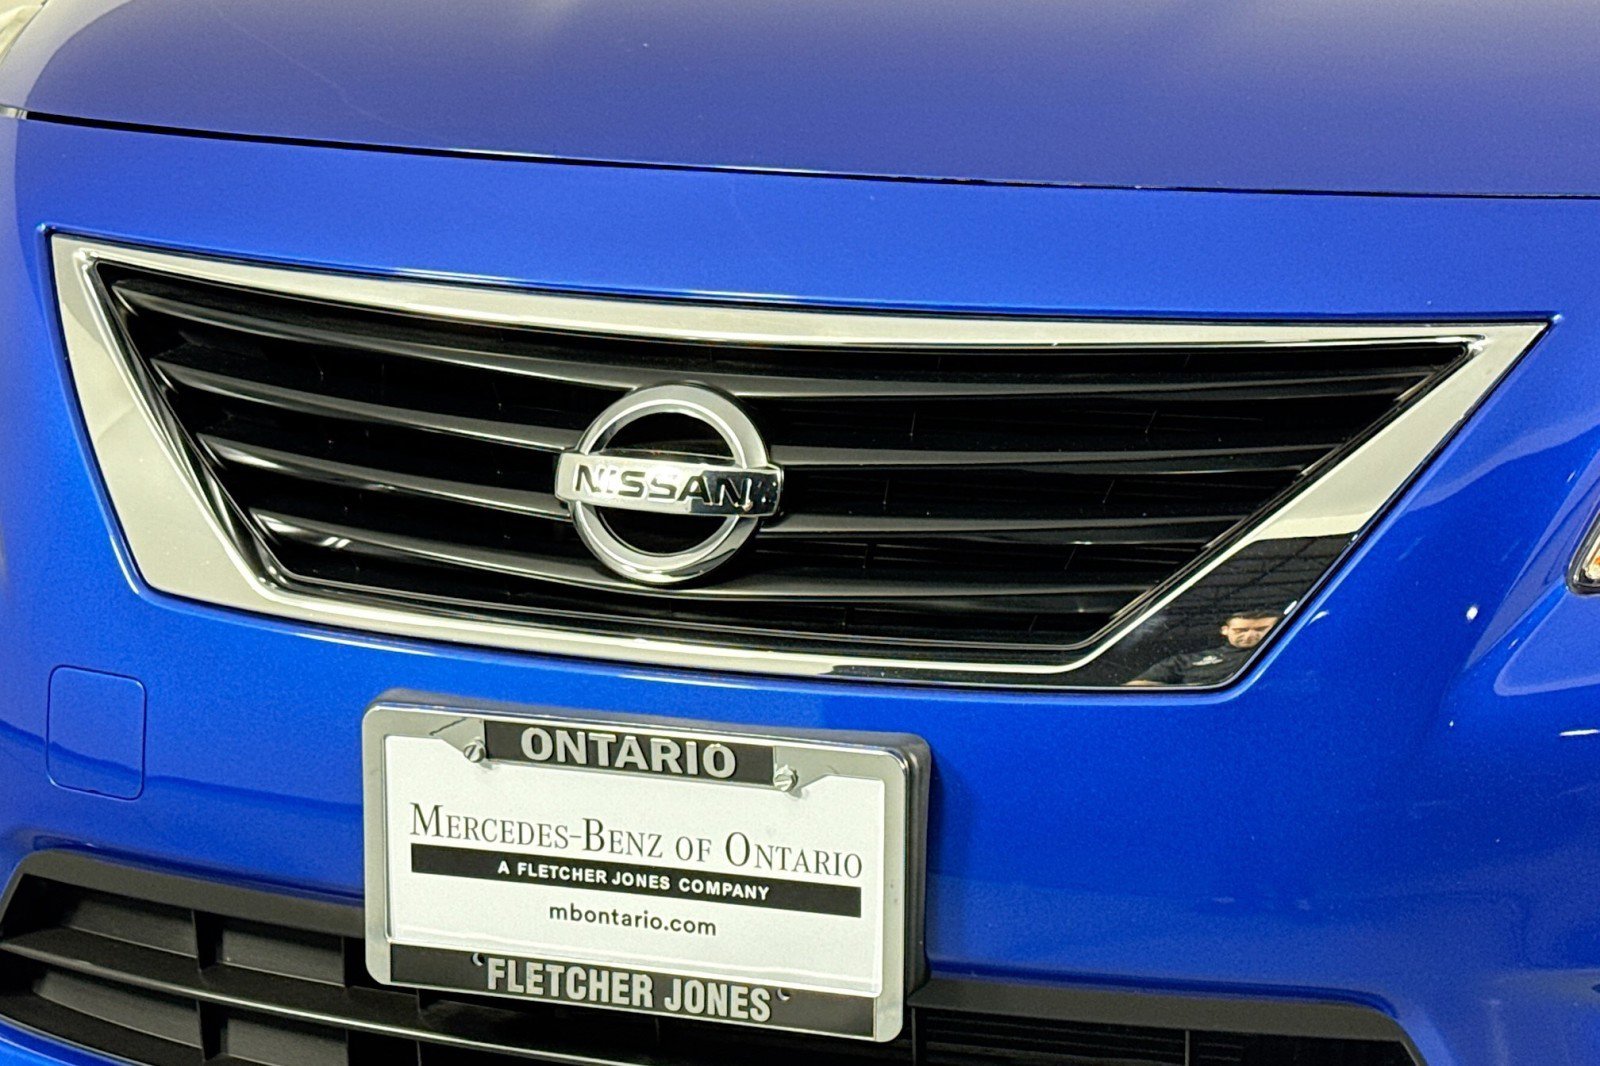 NISSAN
ONTARIO
MERCEDES-BENZ OF ONTARIO
A FLETCHER JONES COMPANY
mbontario.com
FLETCHER JONES